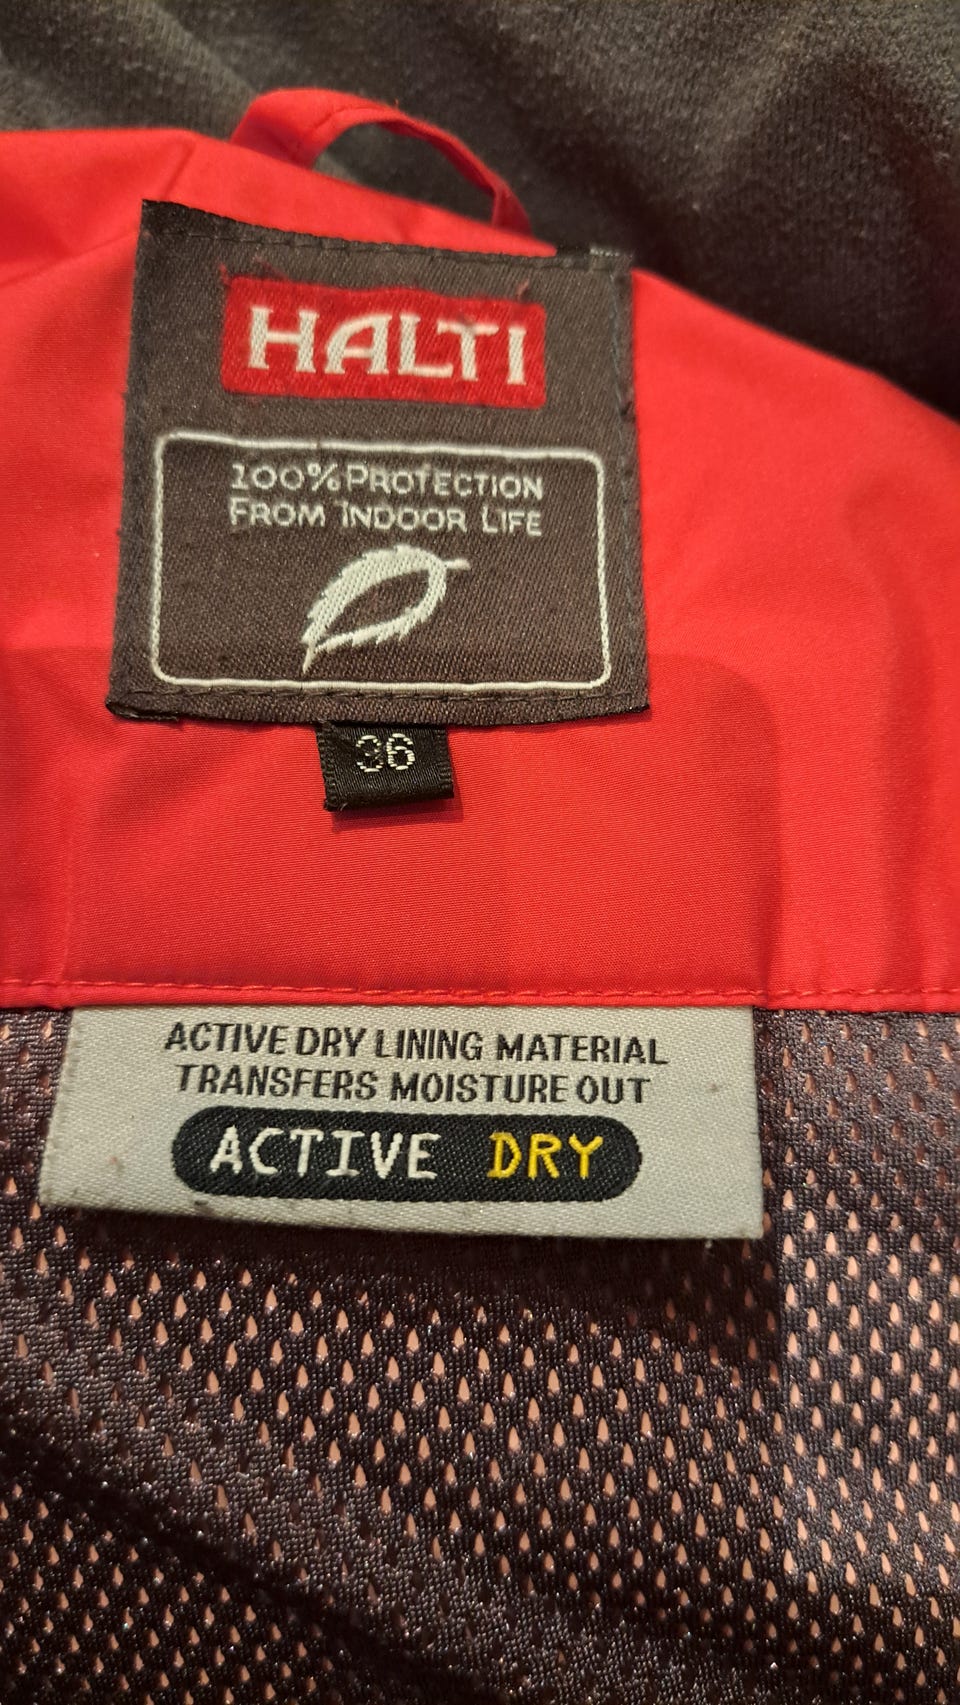 HALTI
100% PROTECTION
FROM INDOOR LIFE
36
ACTIVE DRY LINING MATERIAL
TRANSFERS MOISTURE OUT
ACTIVE DRY